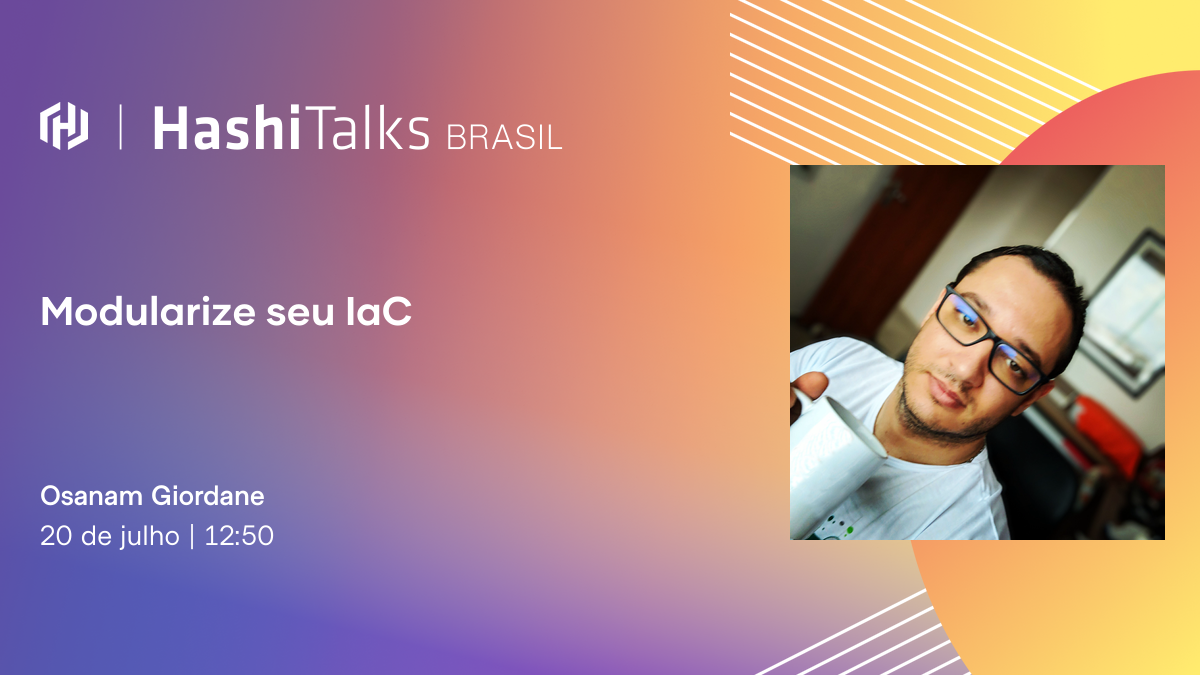 HashiTalks BRASIL
Modularize seu IaC
Osanam Giordane
20 de julho | 12:50